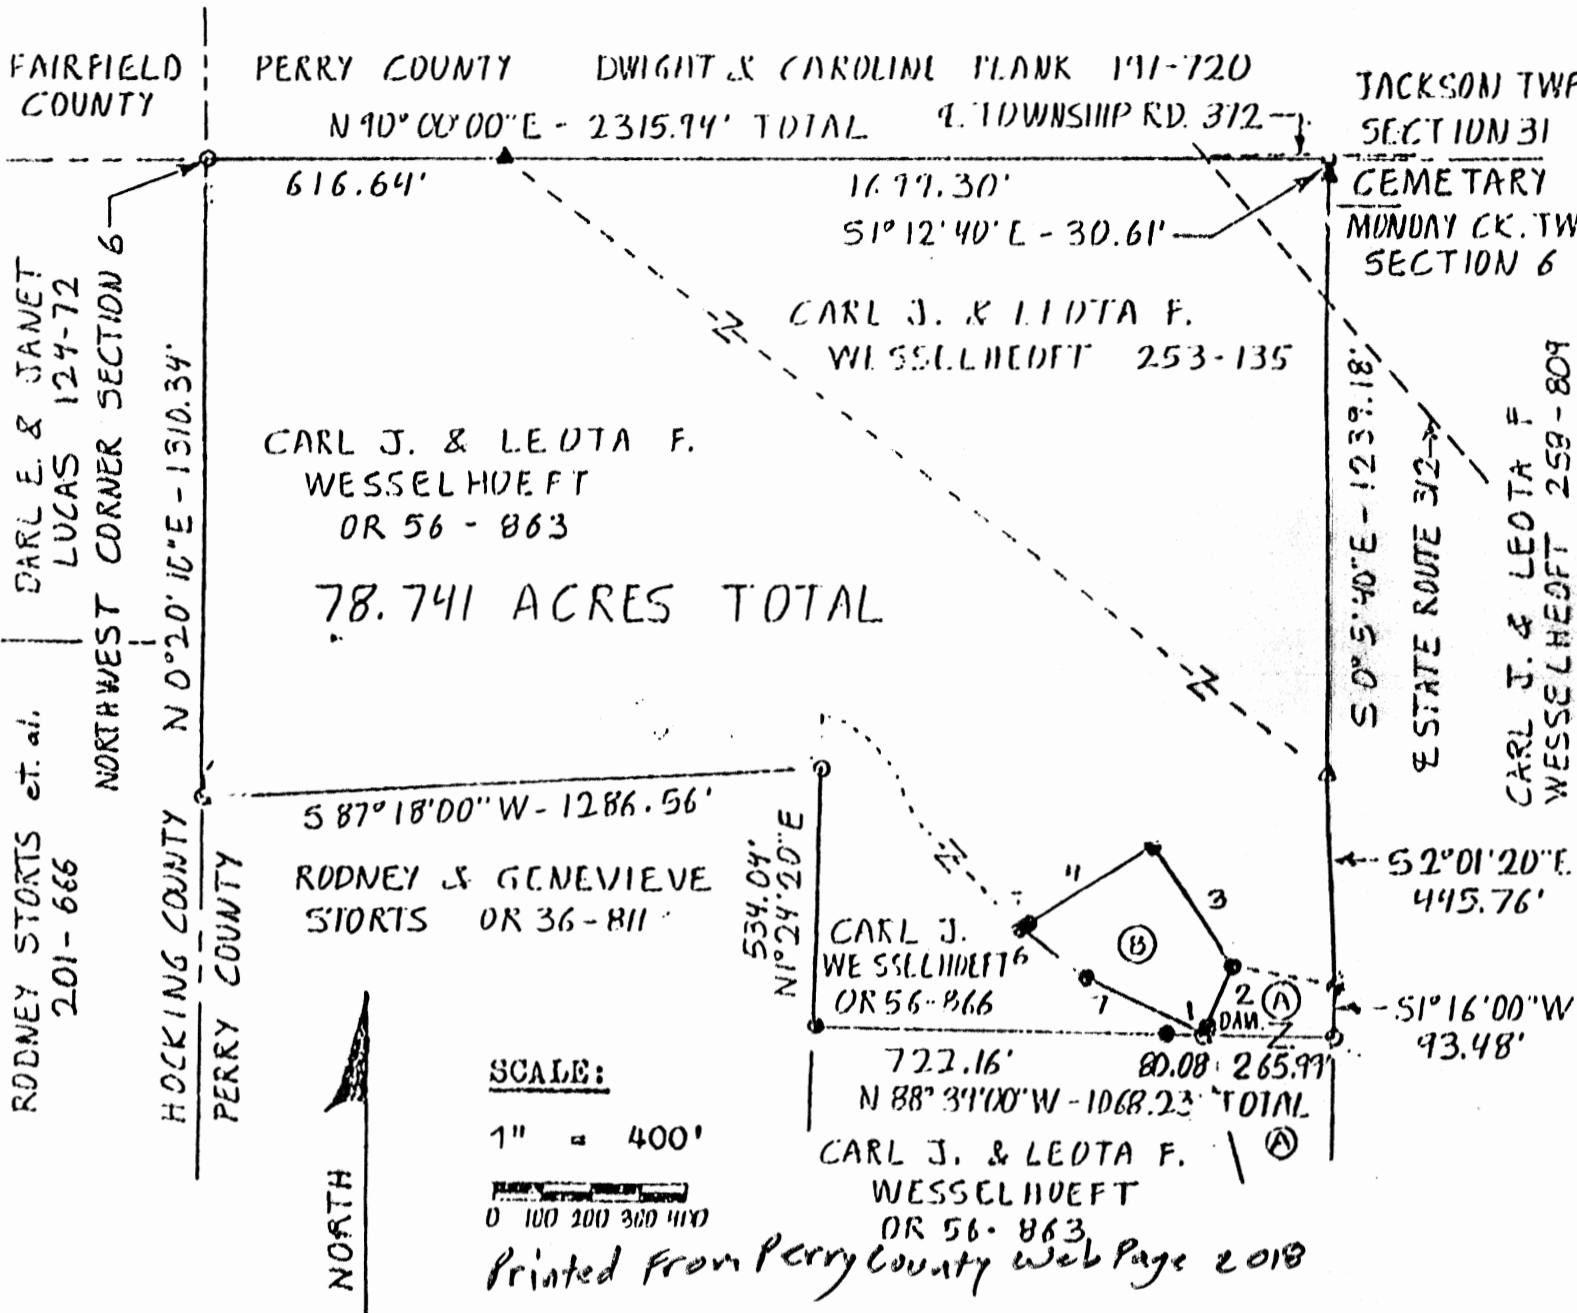 FAIRFIELD
COUNTY
PERRY COUNTY
DWIGHT & CAROLINE PLANK 191-720
N 90° 00' 00" E - 2315.94' TOTAL
TOWNSHIP RD. 372
JACKSON TWP
SECTION 31
CEMETARY
MONDAY CK. TW
SECTION 6
616.64'
1699.30'
S1°12'40"E - 30.61'
CARL J. & LEOTA F.
WESSELHEOFT 253-135
DARL E. & JANET
LUCAS 124-72
NORTHWEST CORNER SECTION 6
N 0°20'10"E - 1310.34'
CARL J. & LEOTA F.
WESSELHOEFT
OR 56 - 863
78.741 ACRES TOTAL
S 0°5'40"E - 1239.18'
STATE ROUTE 312
CARL J. & LEOTA F
WESSELHEOFT 259-809
RODNEY STORTS et. al.
201-666
HOCKING COUNTY
PERRY COUNTY
S 87°18'00"W - 1286.56'
RODNEY & GENEVIEVE
STORTS OR 36-811
534.04'
N1°24'20"E
CARL J.
WESSELHOEFT
OR 56-866
4
3
B
6
7
1
2
A
DAM
S2°01'20"E
445.76'
S1°16'00"W
93.48'
722.16'
80.08
265.99'
N 88°39'00"W - 1068.23' TOTAL
A
CARL J. & LEOTA F.
WESSELHOEFT
OR 56-863
SCALE:
1" = 400'
0 100 200 300 400
NORTH
Printed From Perry County Web Page 2018